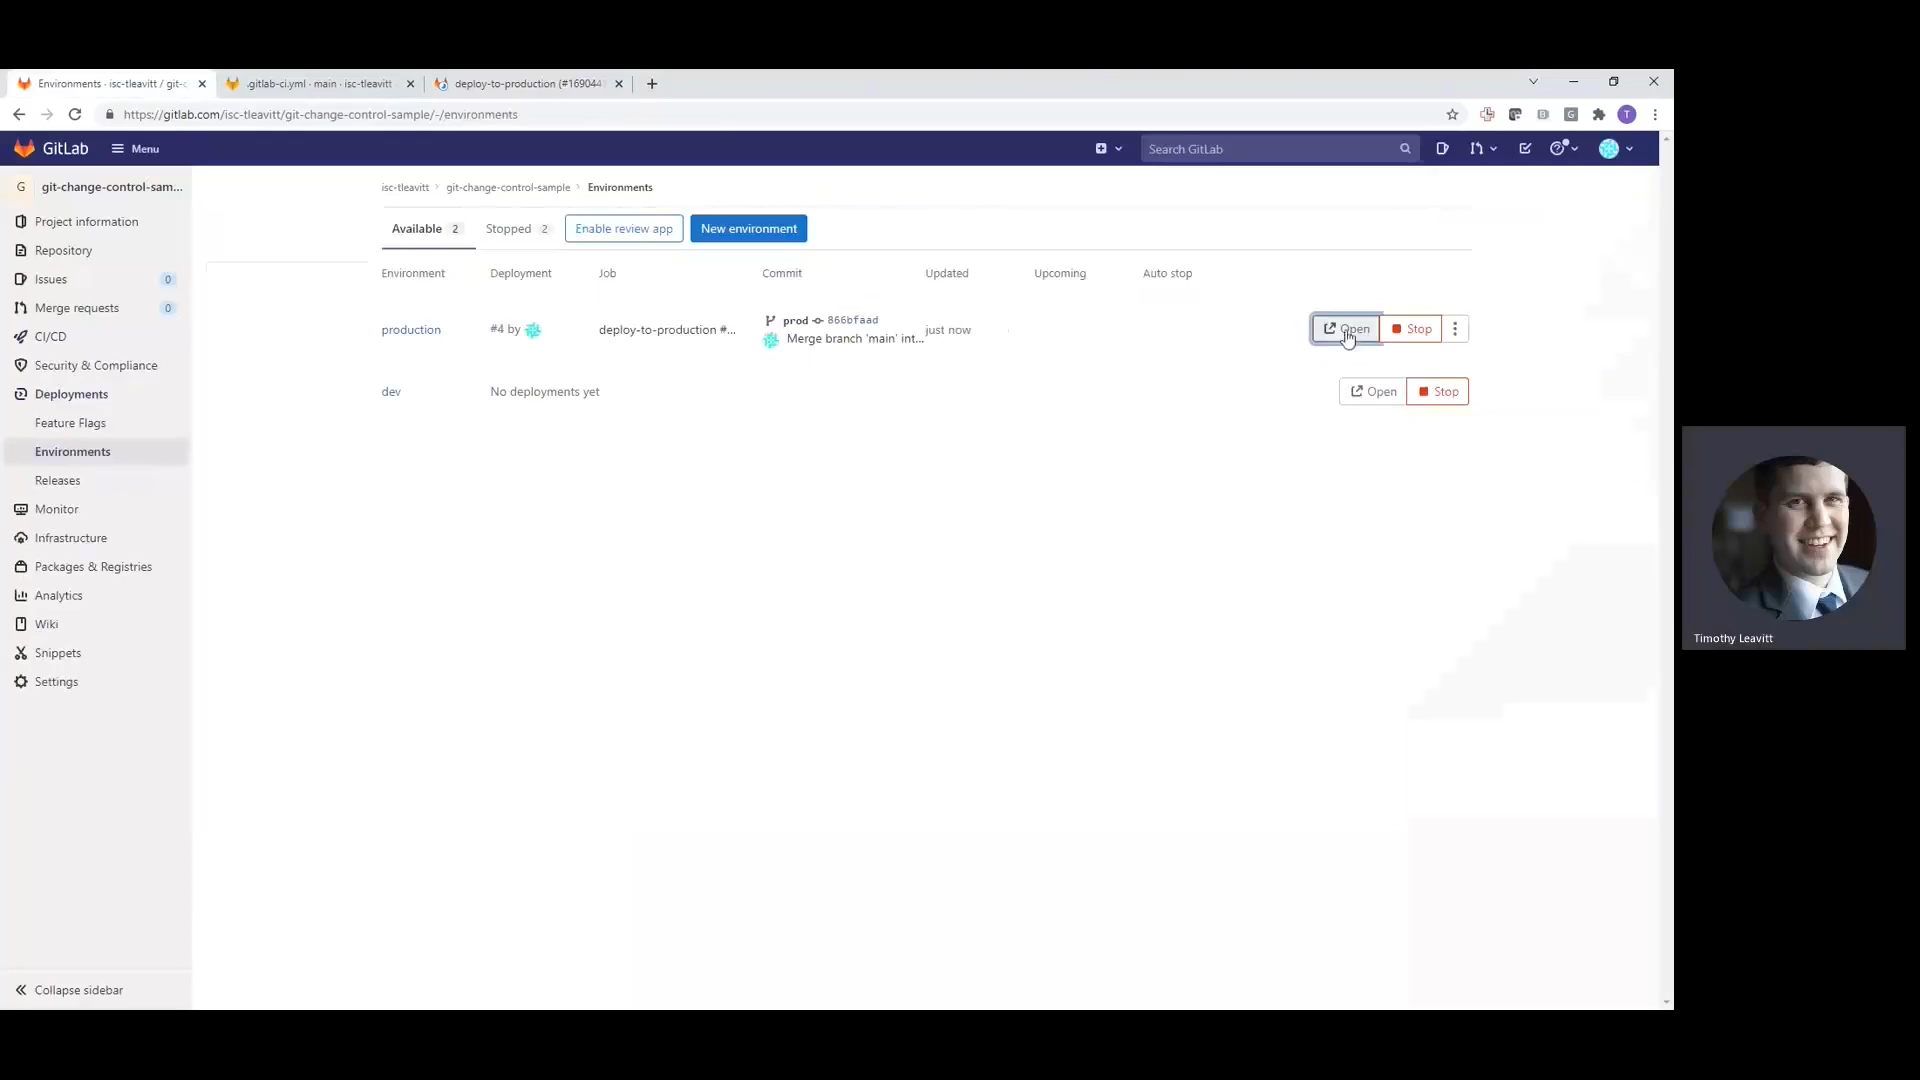 Environments - isc-tleavitt / git-c
.gitlab-ci.yml · main · isc-tleavitt
deploy-to-production (#169044
https://gitlab.com/isc-tleavitt/git-change-control-sample/-/environments
T
GitLab
Menu
Search GitLab
G
git-change-control-sam...
Project information
Repository
Issues
0
Merge requests
0
CI/CD
Security & Compliance
Deployments
Feature Flags
Environments
Releases
Monitor
Infrastructure
Packages & Registries
Analytics
Wiki
Snippets
Settings
Collapse sidebar
isc-tleavitt › git-change-control-sample › Environments
Available 2
Stopped 2
Enable review app
New environment
Environment Deployment Job Commit Updated Upcoming Auto stop
production
#4 by
deploy-to-production #...
prod 866bfaad
Merge branch 'main' int...
just now
Open
Stop
dev
No deployments yet
Open
Stop
Timothy Leavitt